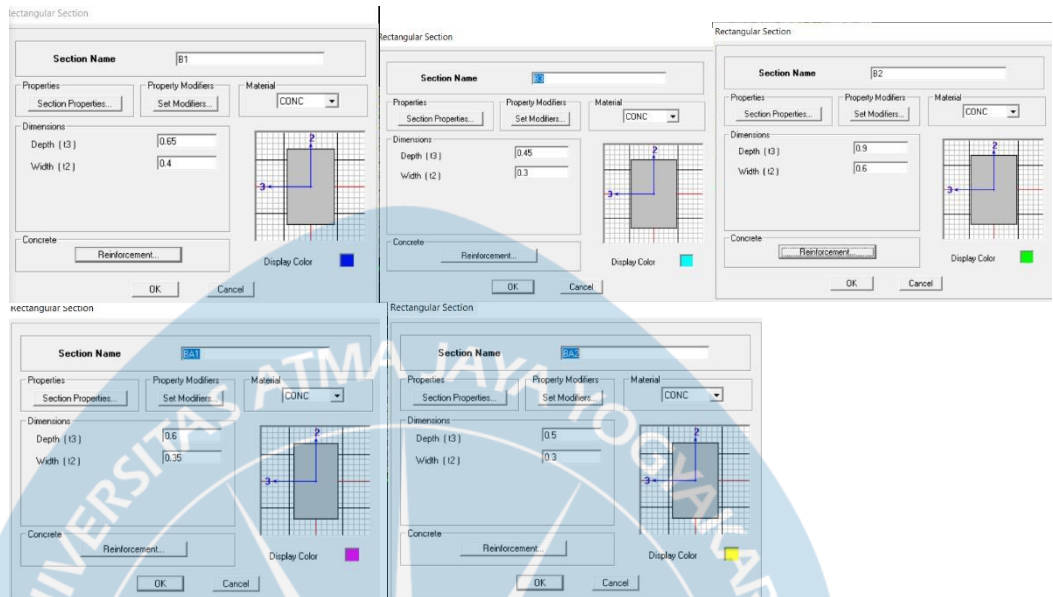 Rectangular Section
Section Name B1
Properties
Section Properties...
Property Modifiers
Set Modifiers...
Material
CONC
Dimensions
Depth ( t3 ) 0.65
Width ( t2 ) 0.4
2
3
Concrete
Reinforcement...
Display Color
OK Cancel
Rectangular Section
Section Name B3
Properties
Section Properties...
Property Modifiers
Set Modifiers...
Material
CONC
Dimensions
Depth ( t3 ) 0.45
Width ( t2 ) 0.3
2
3
Concrete
Reinforcement...
Display Color
OK Cancel
Rectangular Section
Section Name B2
Properties
Section Properties...
Property Modifiers
Set Modifiers...
Material
CONC
Dimensions
Depth ( t3 ) 0.9
Width ( t2 ) 0.6
2
3
Concrete
Reinforcement...
Display Color
OK Cancel
Rectangular Section
Section Name BA1
Properties
Section Properties...
Property Modifiers
Set Modifiers...
Material
CONC
Dimensions
Depth ( t3 ) 0.6
Width ( t2 ) 0.35
2
3
Concrete
Reinforcement...
Display Color
OK Cancel
Rectangular Section
Section Name BA2
Properties
Section Properties...
Property Modifiers
Set Modifiers...
Material
CONC
Dimensions
Depth ( t3 ) 0.5
Width ( t2 ) 0.3
2
3
Concrete
Reinforcement...
Display Color
OK Cancel
UNIVERSITAS ATMA JAYA YOGYAKAR